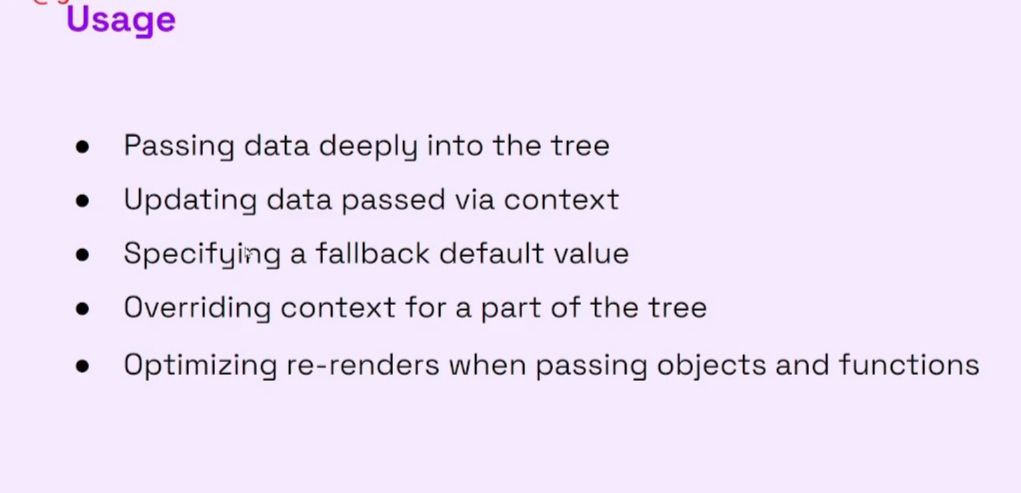 Usage
● Passing data deeply into the tree
● Updating data passed via context
● Specifying a fallback default value
● Overriding context for a part of the tree
● Optimizing re-renders when passing objects and functions